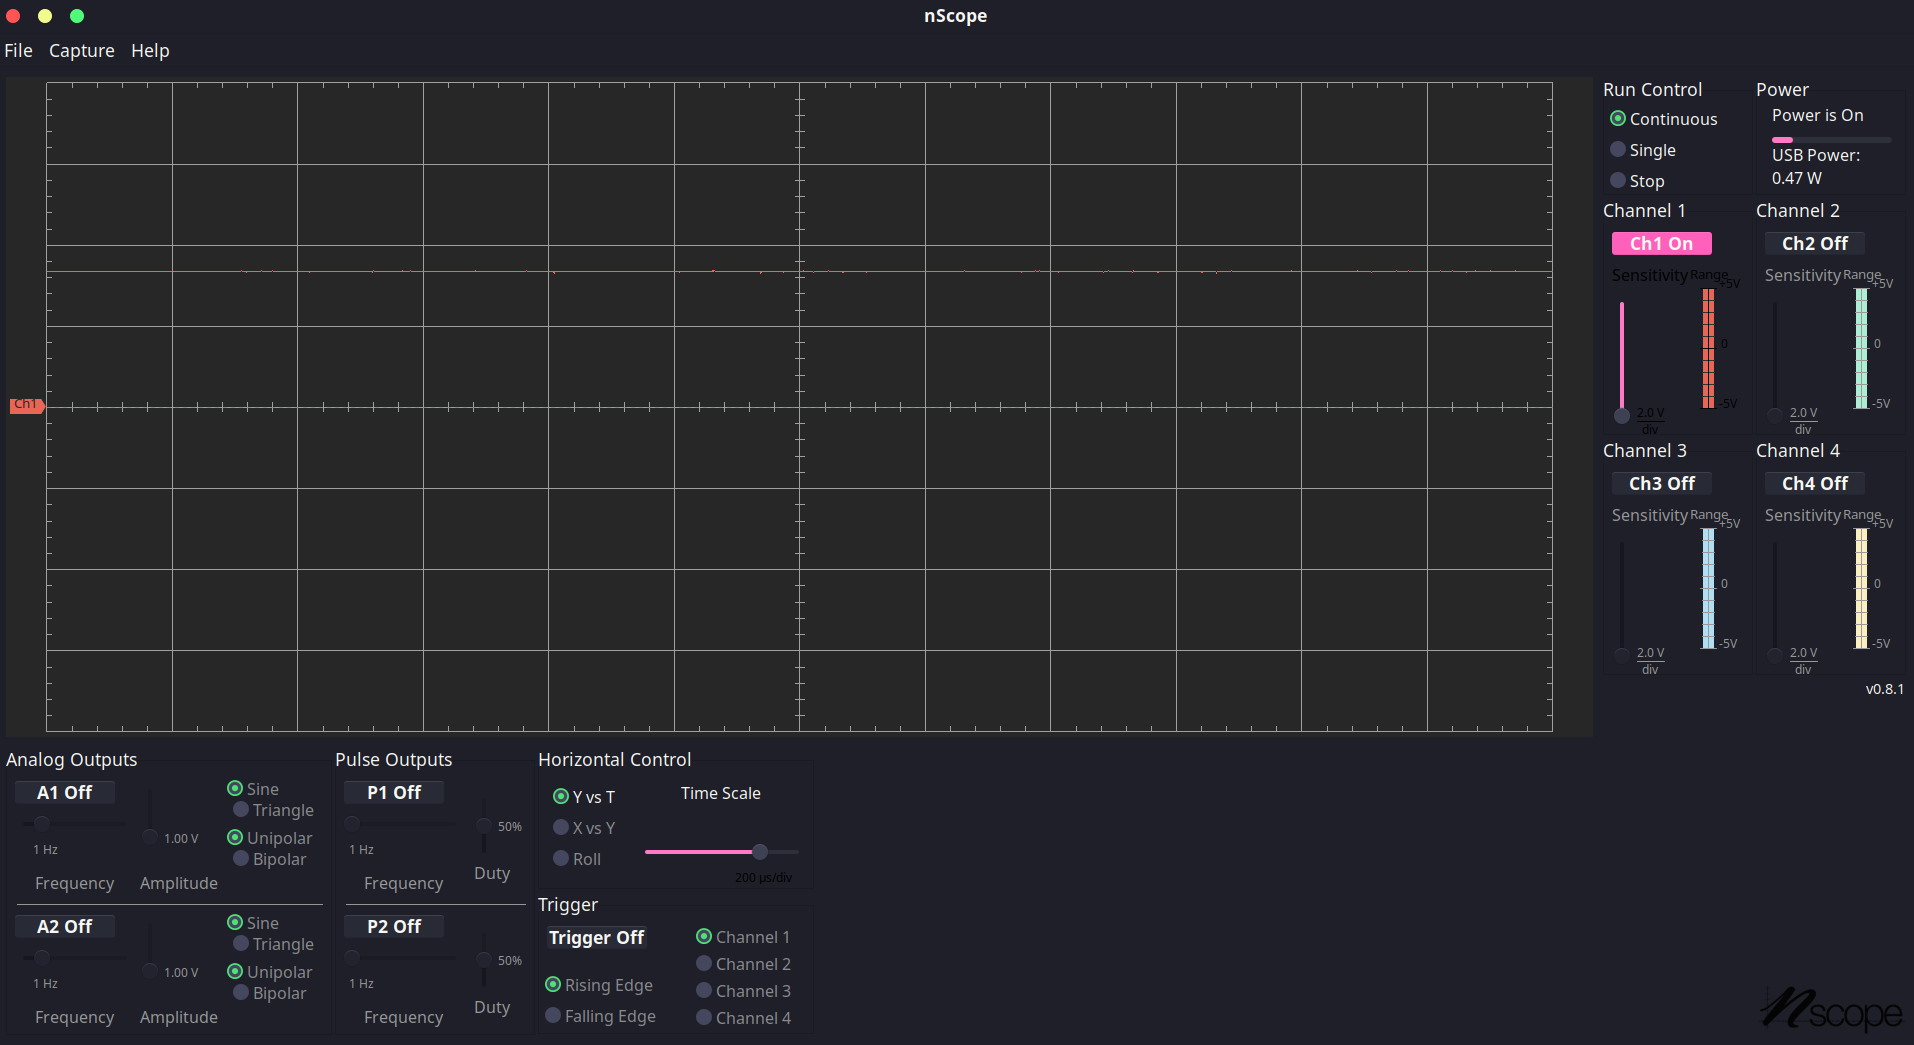 nScope
File Capture Help
Run Control
Continuous
Single
Stop
Power
Power is On
USB Power:
0.47 W
Channel 1
Ch1 On
Sensitivity Range
+5V
0
-5V
2.0 V
div
Channel 2
Ch2 Off
Sensitivity Range
+5V
0
-5V
2.0 V
div
Ch1
Channel 3
Ch3 Off
Sensitivity Range
+5V
0
-5V
2.0 V
div
Channel 4
Ch4 Off
Sensitivity Range
+5V
0
-5V
2.0 V
div
v0.8.1
Analog Outputs
A1 Off
1 Hz
Frequency
1.00 V
Amplitude
Sine
Triangle
Unipolar
Bipolar
A2 Off
1 Hz
Frequency
1.00 V
Amplitude
Sine
Triangle
Unipolar
Bipolar
Pulse Outputs
P1 Off
1 Hz
Frequency
50%
Duty
P2 Off
1 Hz
Frequency
50%
Duty
Horizontal Control
Y vs T
X vs Y
Roll
Time Scale
200 µs/div
Trigger
Trigger Off
Rising Edge
Falling Edge
Channel 1
Channel 2
Channel 3
Channel 4
nscope